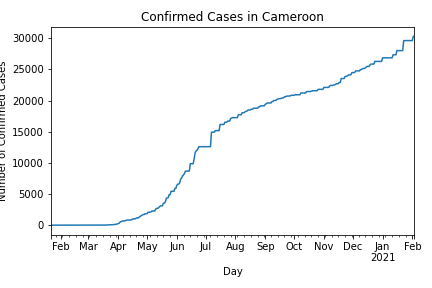 Confirmed Cases in Cameroon
30000
25000
20000
15000
10000
5000
0
Number of Confirmed Cases
Feb Mar Apr May Jun Jul Aug Sep Oct Nov Dec Jan Feb
2021
Day